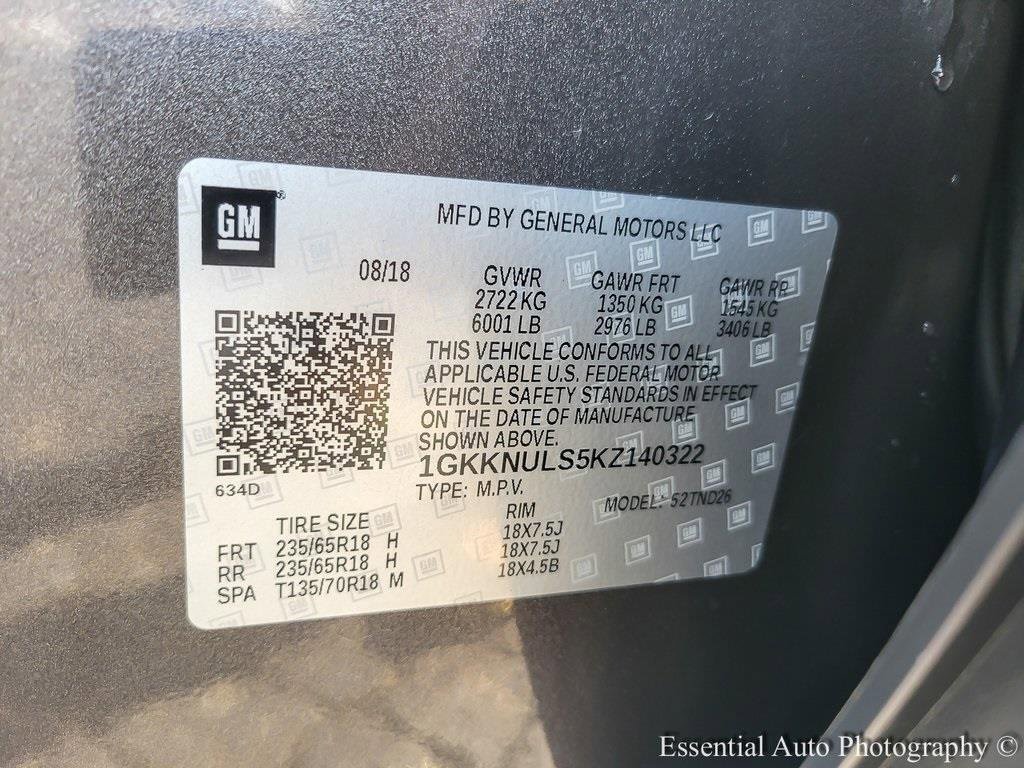 GM
MFD BY GENERAL MOTORS LLC
08/18
GVWR GAWR FRT GAWR RR
2722 KG 1350 KG 1545 KG
6001 LB 2976 LB 3406 LB
THIS VEHICLE CONFORMS TO ALL
APPLICABLE U.S. FEDERAL MOTOR
VEHICLE SAFETY STANDARDS IN EFFECT
ON THE DATE OF MANUFACTURE
SHOWN ABOVE.
1GKKNULS5KZ140322
634D
TYPE: M.P.V. MODEL: 52TND26
TIRE SIZE RIM
FRT 235/65R18 H 18X7.5J
RR 235/65R18 H 18X7.5J
SPA T135/70R18 M 18X4.5B
Essential Auto Photography ©